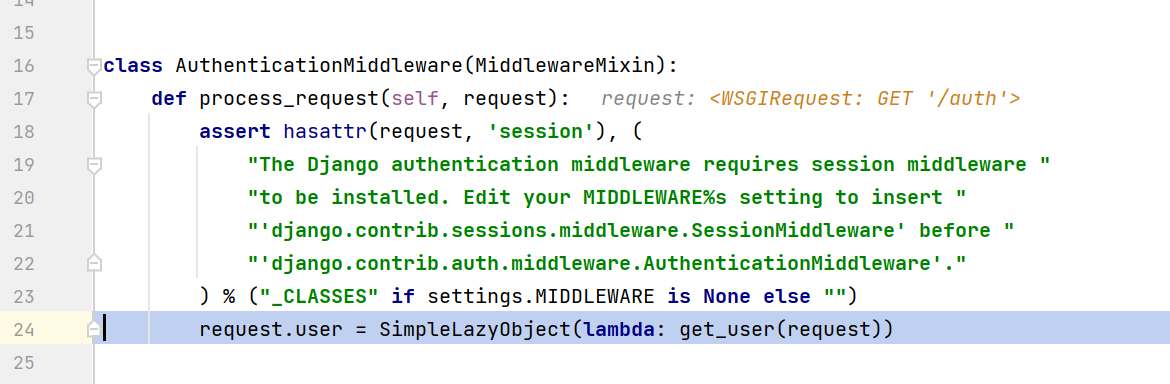 14
15
16 class AuthenticationMiddleware(MiddlewareMixin):
17     def process_request(self, request):   request: <WSGIRequest: GET '/auth'>
18         assert hasattr(request, 'session'), (
19             "The Django authentication middleware requires session middleware "
20             "to be installed. Edit your MIDDLEWARE%s setting to insert "
21             "'django.contrib.sessions.middleware.SessionMiddleware' before "
22             "'django.contrib.auth.middleware.AuthenticationMiddleware'."
23         ) % ("_CLASSES" if settings.MIDDLEWARE is None else "")
24         request.user = SimpleLazyObject(lambda: get_user(request))
25